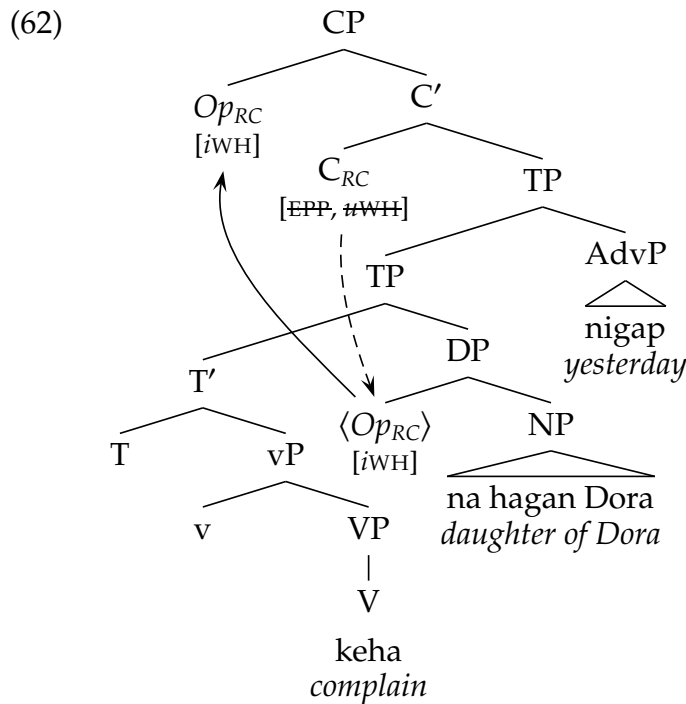 (62)
CP
Op_RC
[iWH]
C′
C_RC
[EPP, uWH]
TP
TP
AdvP
nigap
yesterday
T′
DP
T
vP
⟨Op_RC⟩
[iWH]
NP
na hagan Dora
daughter of Dora
v
VP
V
keha
complain